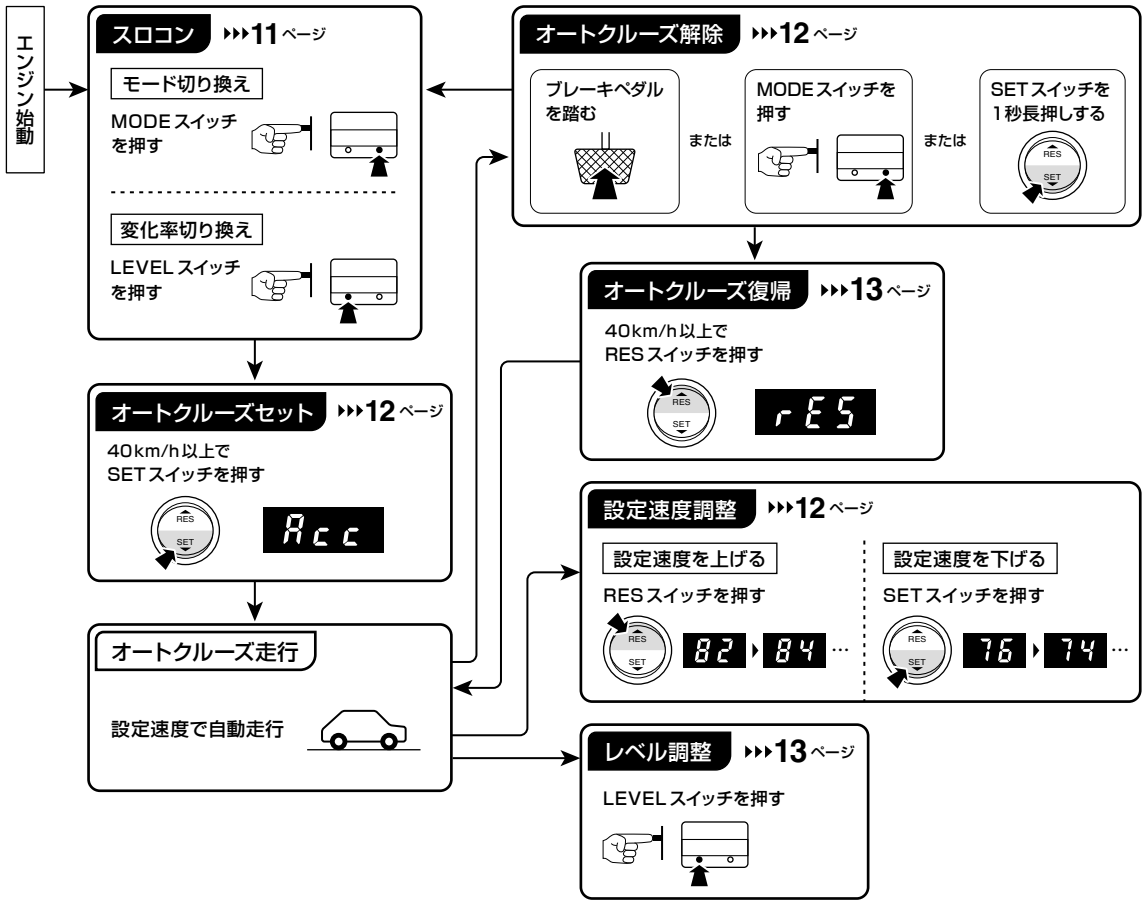 エンジン始動
スロコン ▶▶▶11ページ
モード切り換え
MODEスイッチ
を押す
変化率切り換え
LEVELスイッチ
を押す
オートクルーズセット ▶▶▶12ページ
40km/h以上で
SETスイッチを押す
RES
SET
Acc
オートクルーズ走行
設定速度で自動走行
オートクルーズ解除 ▶▶▶12ページ
ブレーキペダル
を踏む
または
MODEスイッチを
押す
または
SETスイッチを
1秒長押しする
RES
SET
オートクルーズ復帰 ▶▶▶13ページ
40km/h以上で
RESスイッチを押す
RES
SET
rES
設定速度調整 ▶▶▶12ページ
設定速度を上げる
RESスイッチを押す
RES
SET
82 ▶ 84 …
設定速度を下げる
SETスイッチを押す
RES
SET
76 ▶ 74 …
レベル調整 ▶▶▶13ページ
LEVELスイッチを押す